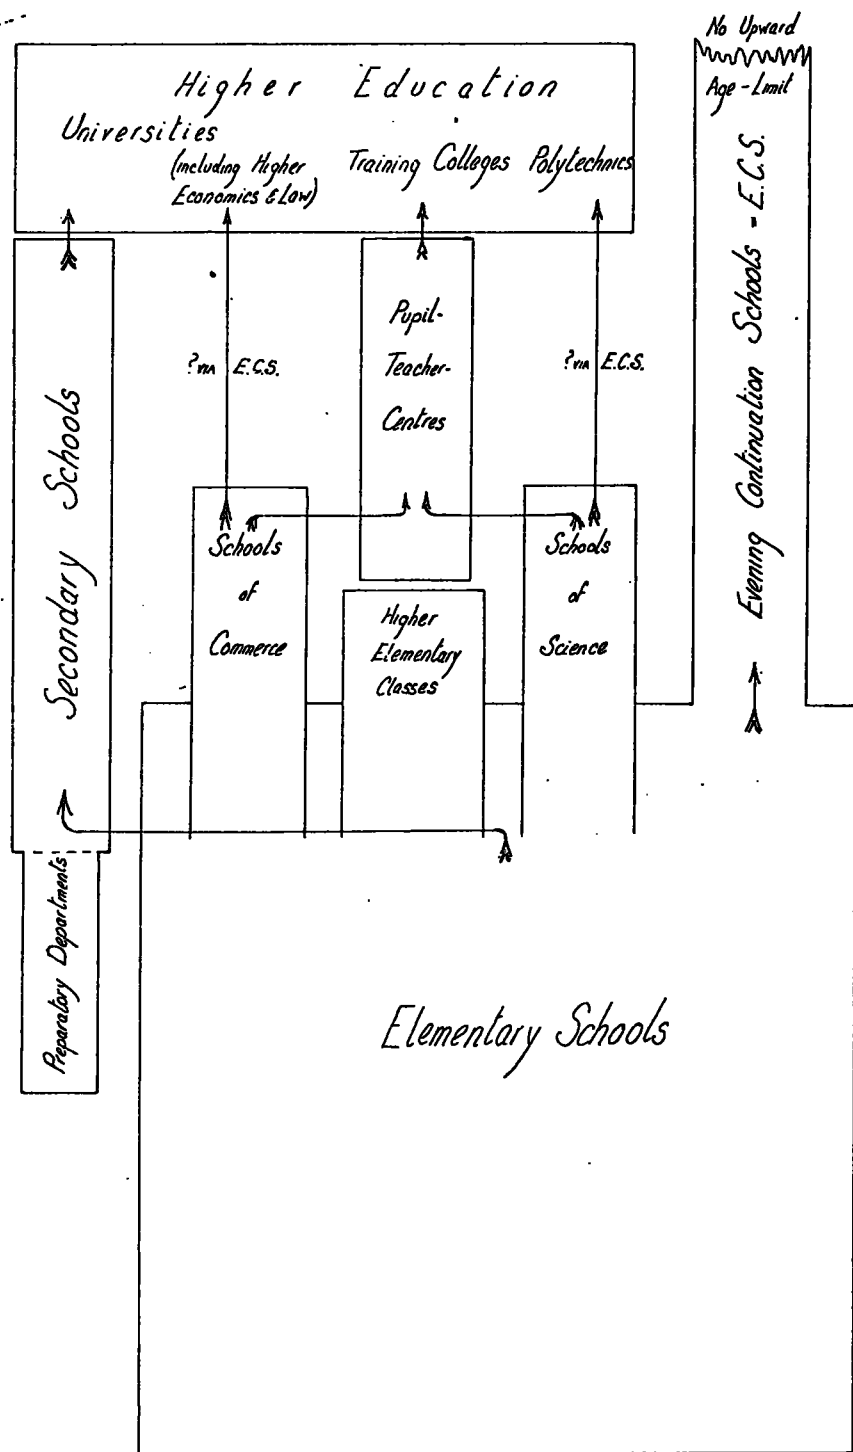 No Upward
Age-Limit
Higher Education
Universities
(including Higher
Economics & Law)
Training Colleges
Polytechnics
Evening Continuation Schools - E.C.S.
Secondary Schools
Pupil-
Teacher-
Centres
? VIA E.C.S.
? VIA E.C.S.
Schools
of
Commerce
Higher
Elementary
Classes
Schools
of
Science
Preparatory Departments
Elementary Schools